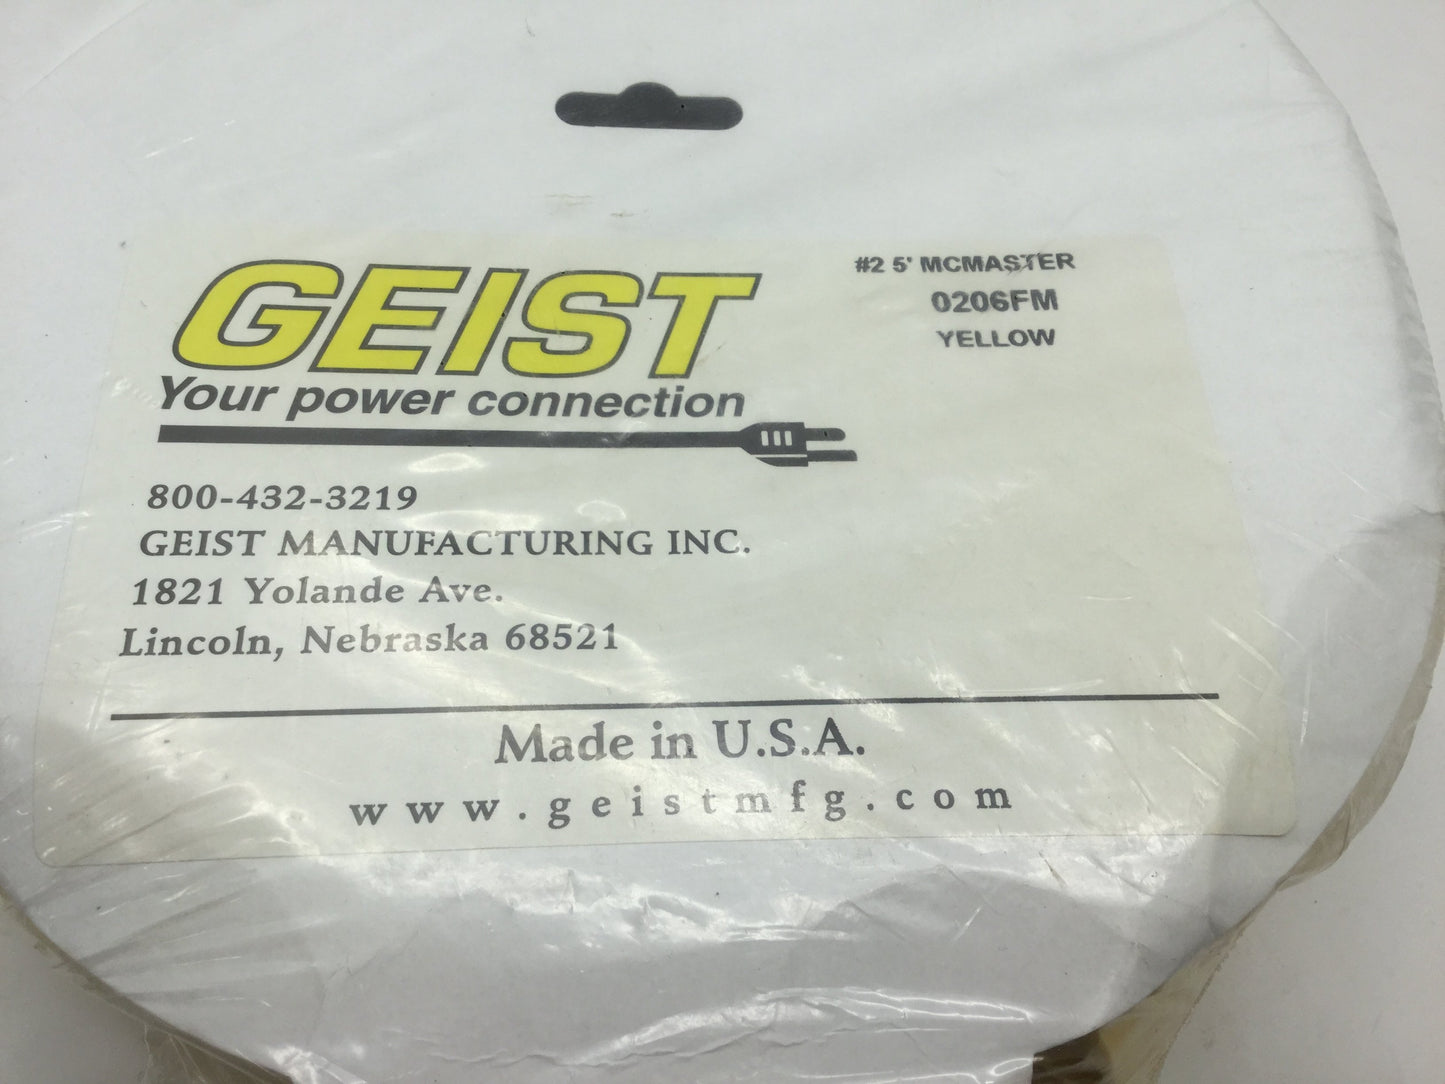 GEIST
Your power connection
#2 5' MCMASTER
0206FM
YELLOW
800-432-3219
GEIST MANUFACTURING INC.
1821 Yolande Ave.
Lincoln, Nebraska 68521
Made in U.S.A.
www.geistmfg.com